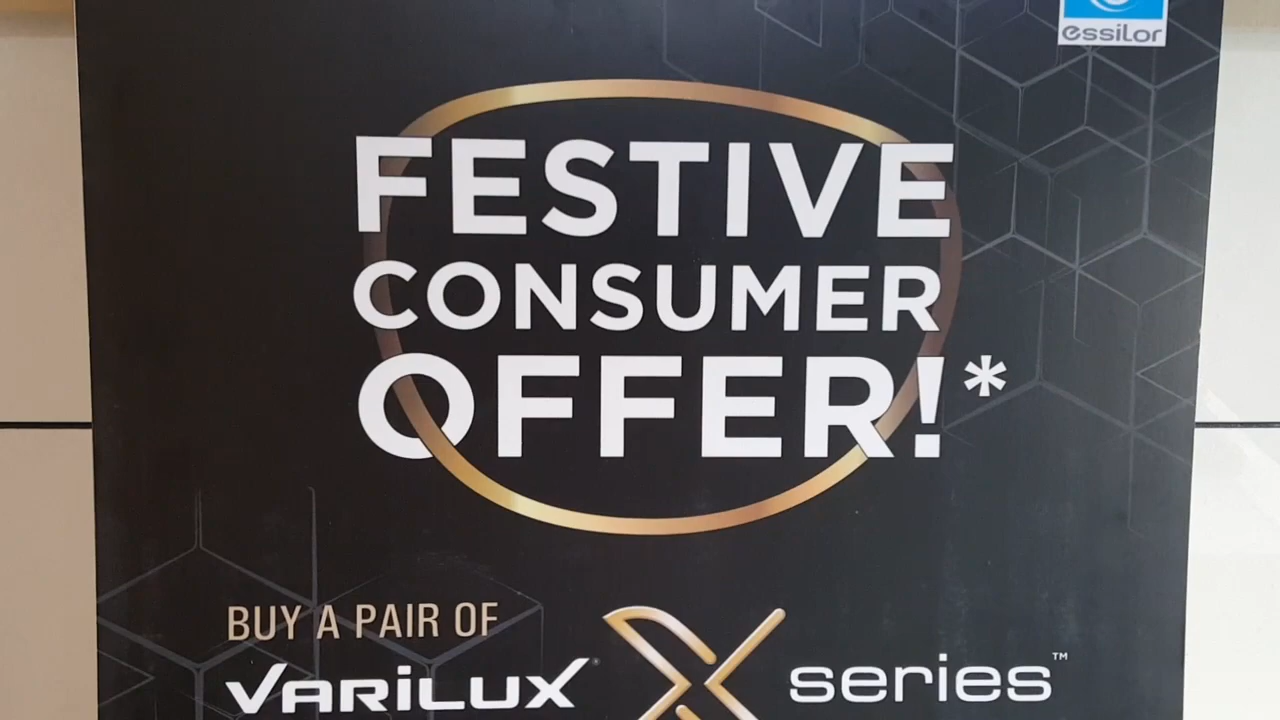 essilor
FESTIVE
CONSUMER
OFFER!*
BUY A PAIR OF
VARILUX® X series™